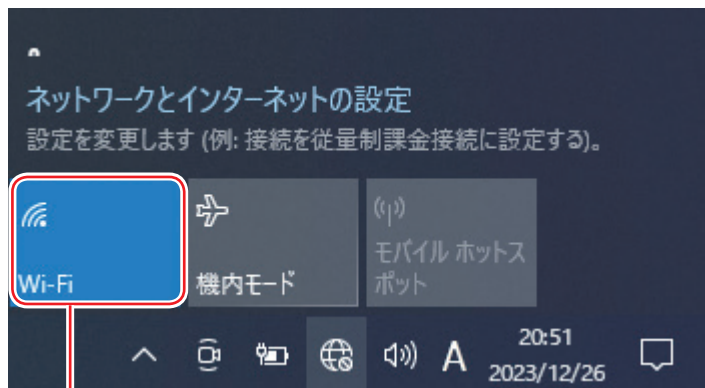 ネットワークとインターネットの設定
設定を変更します (例: 接続を従量制課金接続に設定する)。
Wi-Fi
機内モード
モバイル ホットス
ポット
A
20:51
2023/12/26